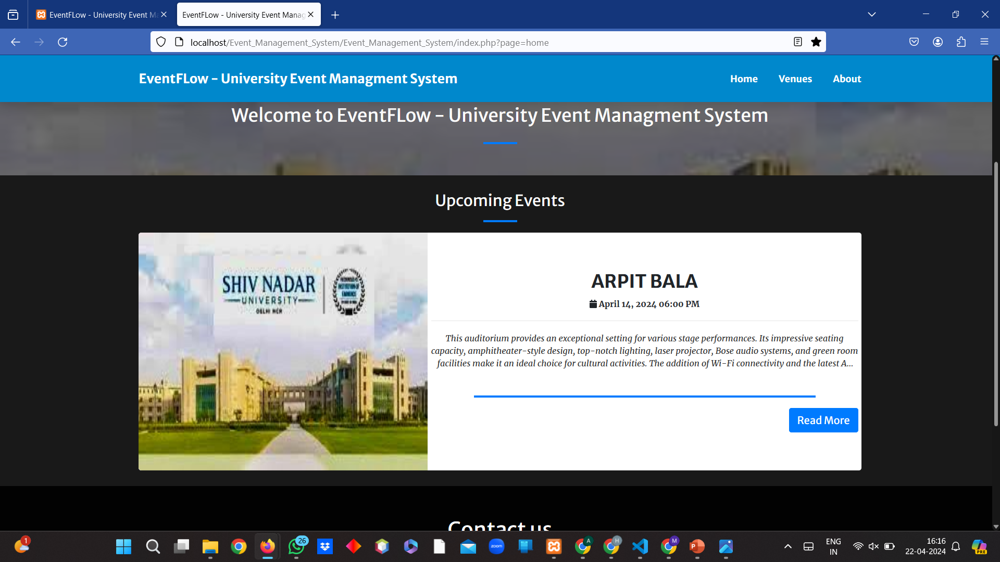 EventFLow - University Event Ma
EventFLow - University Event Manag
localhost/Event_Management_System/Event_Management_System/index.php?page=home
EventFLow - University Event Managment System
Home
Venues
About
Welcome to EventFLow - University Event Managment System
Upcoming Events
SHIV NADAR
UNIVERSITY
DELHI NCR
ARPIT BALA
April 14, 2024 06:00 PM
This auditorium provides an exceptional setting for various stage performances. Its impressive seating
capacity, amphitheater-style design, top-notch lighting, laser projector, Bose audio systems, and green room
facilities make it an ideal choice for cultural activities. The addition of Wi-Fi connectivity and the latest A...
Read More
Contact us
1
26
zoom
A
H
M
P
ENG
IN
16:16
22-04-2024
PRE